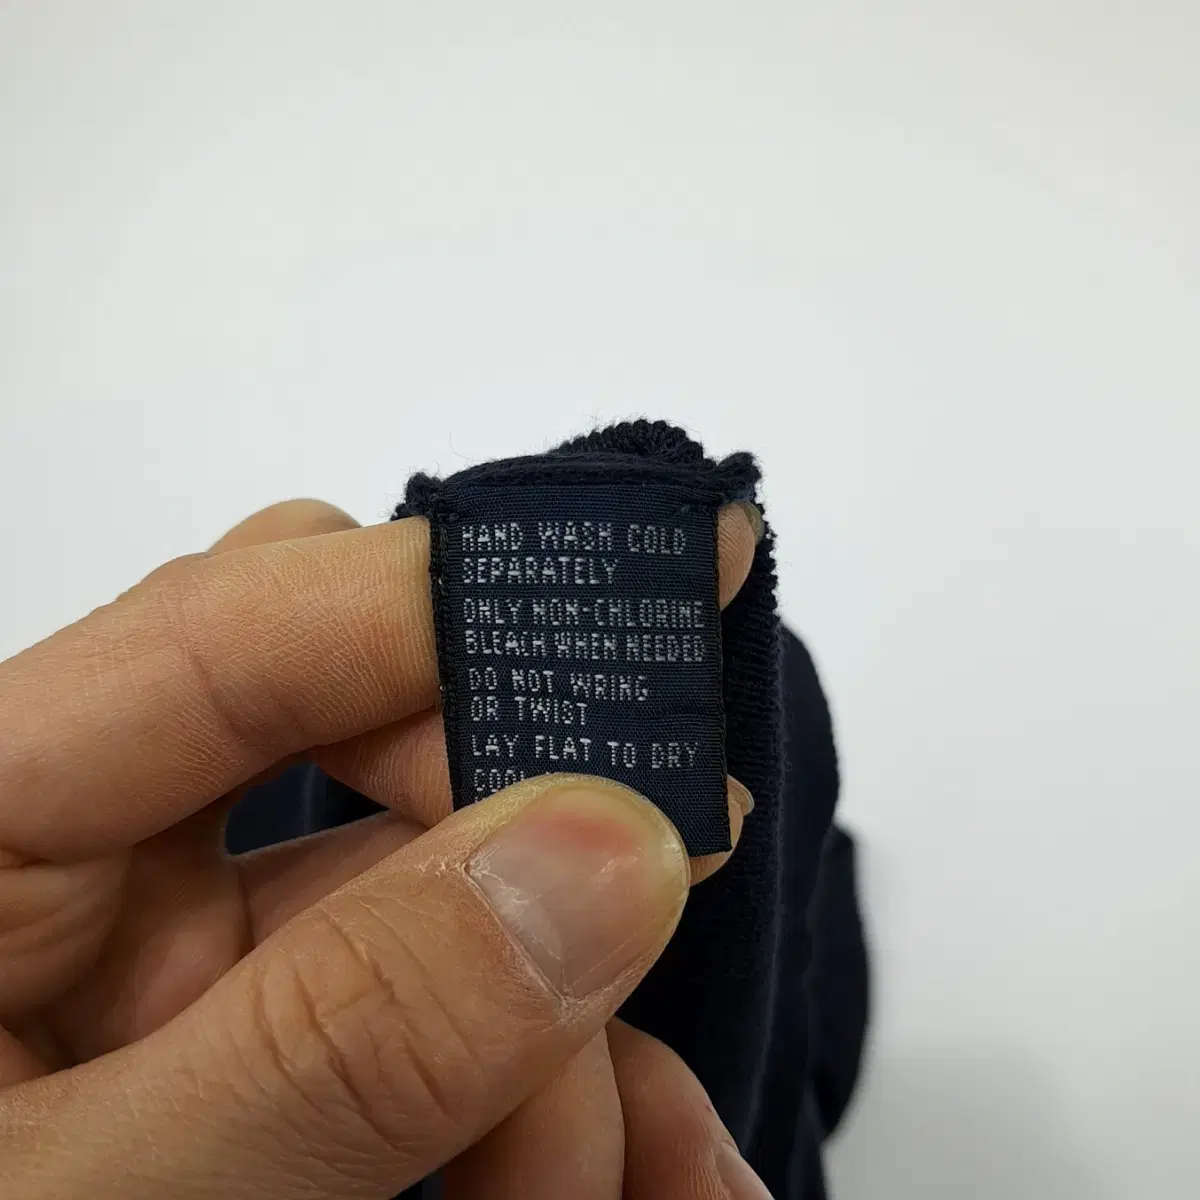 HAND WASH COLD
SEPARATELY
ONLY NON-CHLORINE
BLEACH WHEN NEEDED
DO NOT WRING
OR TWIST
LAY FLAT TO DRY
COOL